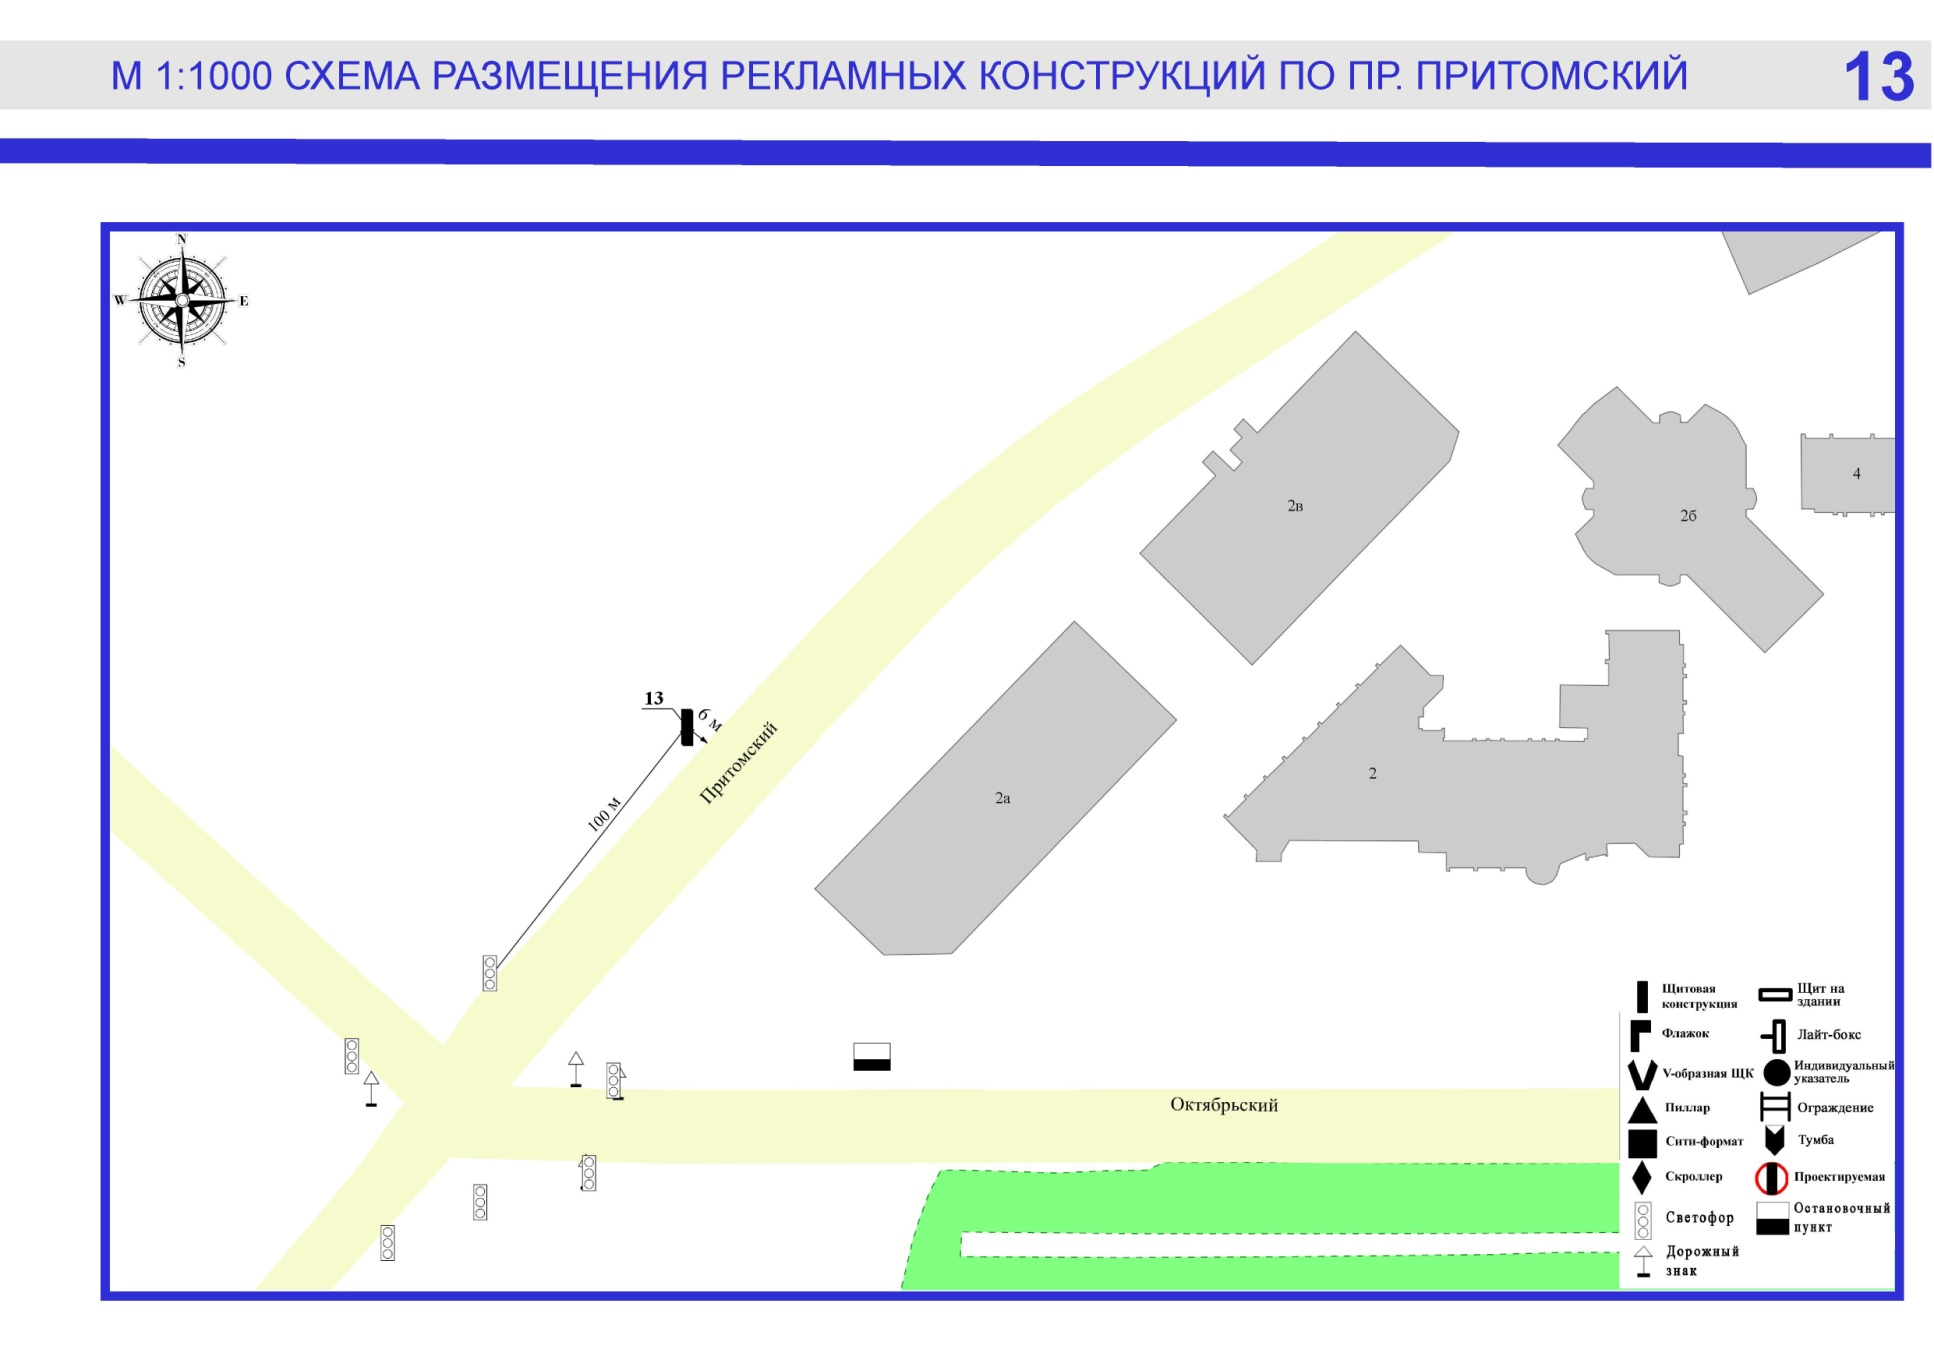 М 1:1000 СХЕМА РАЗМЕЩЕНИЯ РЕКЛАМНЫХ КОНСТРУКЦИЙ ПО ПР. ПРИТОМСКИЙ
13
N
W
E
S
2в
2б
4
13
6 м
Притомский
100 м
2а
2
Октябрьский
Щитовая
конструкция
Щит на
здании
Флажок
Лайт-бокс
V-образная ЩК
Индивидуальный
указатель
Пиллар
Ограждение
Сити-формат
Тумба
Скроллер
Проектируемая
Светофор
Остановочный
пункт
Дорожный
знак